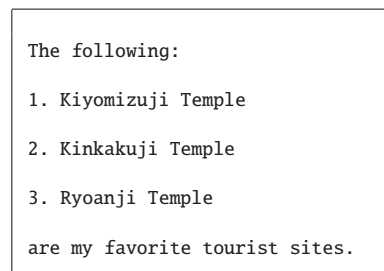 The following:
1. Kiyomizuji Temple
2. Kinkakuji Temple
3. Ryoanji Temple
are my favorite tourist sites.